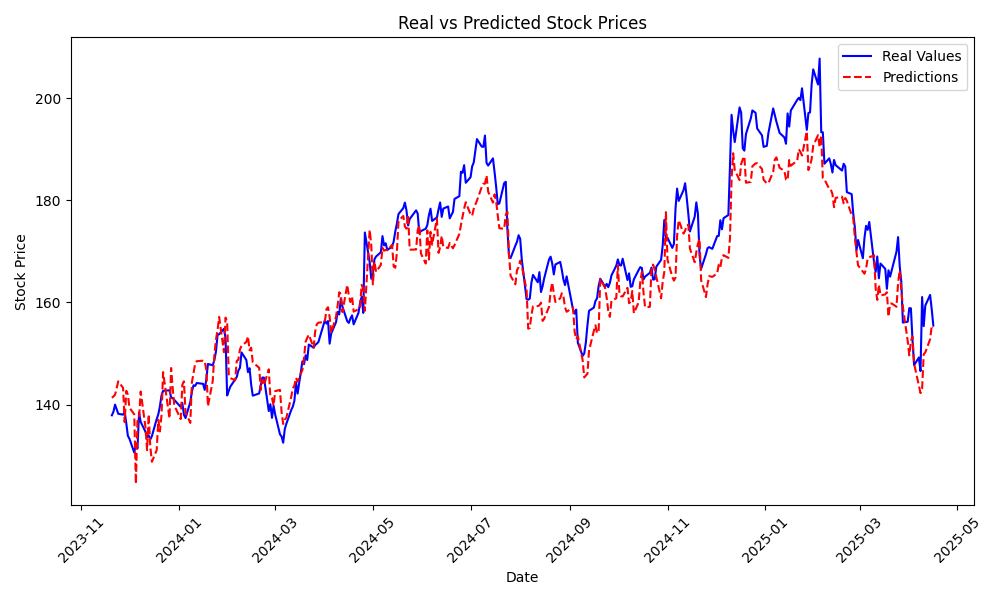 Real vs Predicted Stock Prices
Real Values
Predictions
Stock Price
200
180
160
140
2023-11
2024-01
2024-03
2024-05
2024-07
2024-09
2024-11
2025-01
2025-03
2025-05
Date